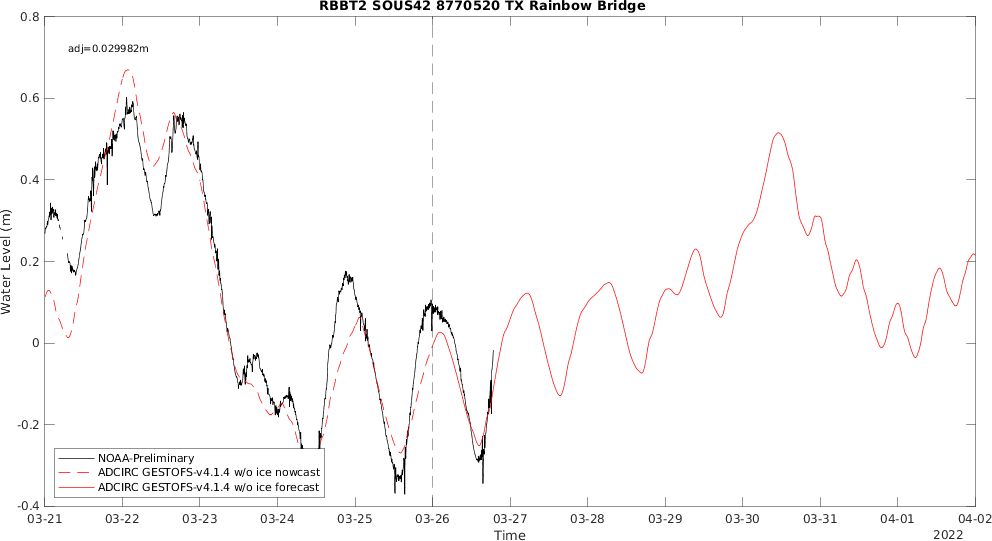 RBBT2 SOUS42 8770520 TX Rainbow Bridge
adj=0.029982m
Water Level (m)
0.8
0.6
0.4
0.2
0
-0.2
-0.4
NOAA-Preliminary
ADCIRC GESTOFS-v4.1.4 w/o ice nowcast
ADCIRC GESTOFS-v4.1.4 w/o ice forecast
03-21 03-22 03-23 03-24 03-25 03-26 03-27 03-28 03-29 03-30 03-31 04-01 04-02
Time
2022